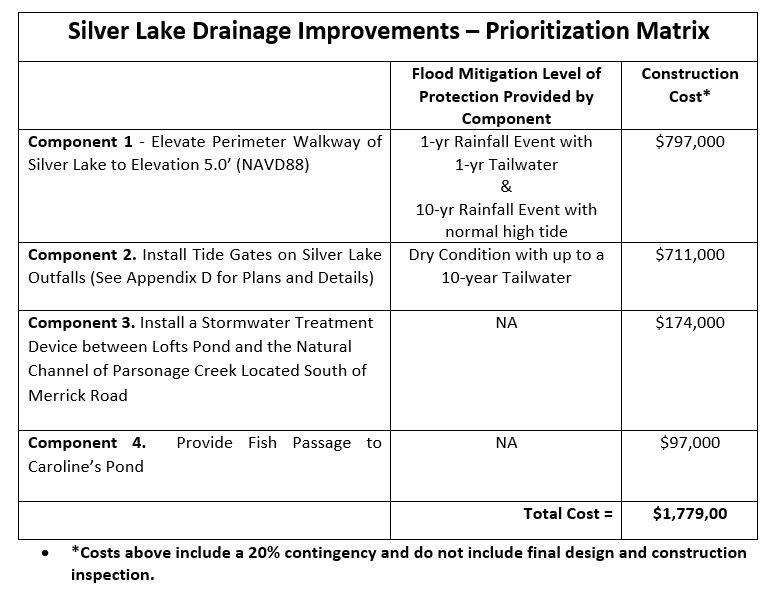 Silver Lake Drainage Improvements – Prioritization Matrix
Flood Mitigation Level of
Protection Provided by
Component
Construction
Cost*
Component 1 - Elevate Perimeter Walkway of
Silver Lake to Elevation 5.0’ (NAVD88)
1-yr Rainfall Event with
1-yr Tailwater
&
10-yr Rainfall Event with
normal high tide
$797,000
Component 2. Install Tide Gates on Silver Lake
Outfalls (See Appendix D for Plans and Details)
Dry Condition with up to a
10-year Tailwater
$711,000
Component 3. Install a Stormwater Treatment
Device between Lofts Pond and the Natural
Channel of Parsonage Creek Located South of
Merrick Road
NA
$174,000
Component 4. Provide Fish Passage to
Caroline’s Pond
NA
$97,000
Total Cost =
$1,779,00
• *Costs above include a 20% contingency and do not include final design and construction
inspection.